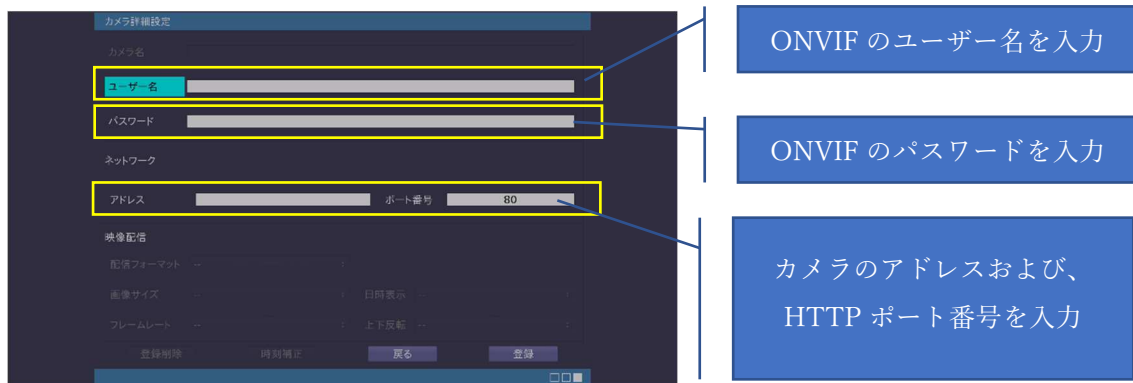 カメラ詳細設定
カメラ名
ユーザー名
パスワード
ネットワーク
アドレス ポート番号 80
映像配信
配信フォーマット --
画像サイズ -- 日時表示 --
フレームレート -- 上下反転 --
登録削除 時刻補正 戻る 登録
ONVIF のユーザー名を入力
ONVIF のパスワードを入力
カメラのアドレスおよび、
HTTP ポート番号を入力